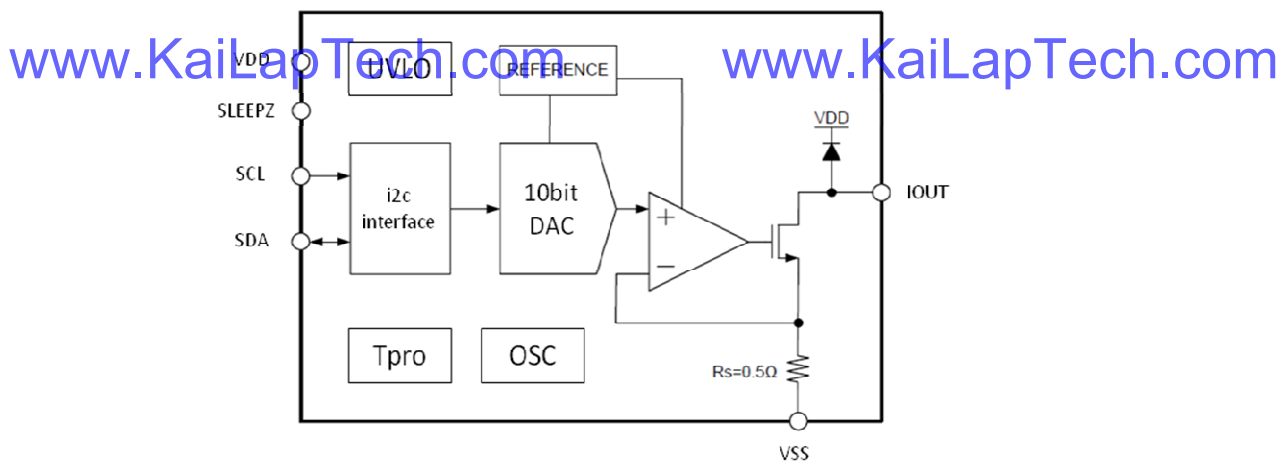 www.KaiLapTech.com www.KaiLapTech.com
VDD
UVLO
REFERENCE
SLEEPZ
VDD
SCL
i2c
interface
10bit
DAC
+
−
IOUT
SDA
Tpro
OSC
Rs=0.5Ω
VSS